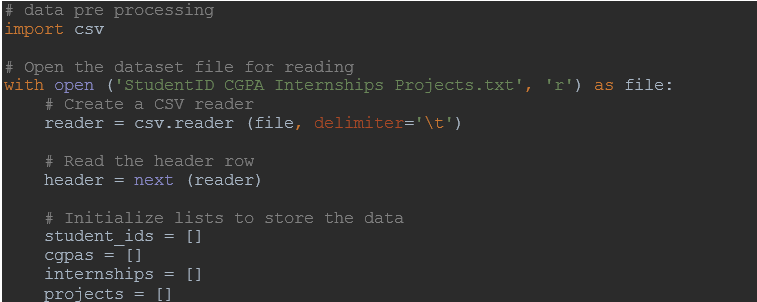 # data pre processing
import csv
# Open the dataset file for reading
with open ('StudentID CGPA Internships Projects.txt', 'r') as file:
# Create a CSV reader
reader = csv.reader (file, delimiter='\t')
# Read the header row
header = next (reader)
# Initialize lists to store the data
student_ids = []
cgpas = []
internships = []
projects = []